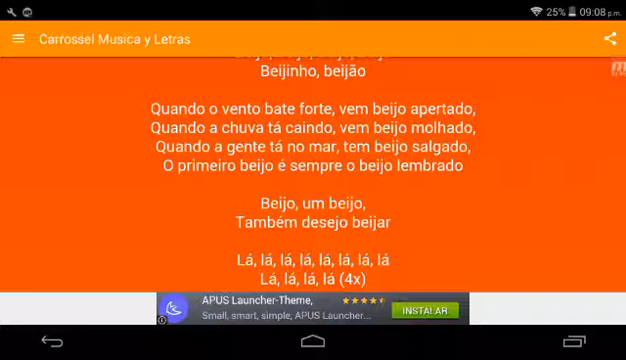 25% 09:08 p.m.
Carrossel Musica y Letras
Beijinho, beijão
Quando o vento bate forte, vem beijo apertado,
Quando a chuva tá caindo, vem beijo molhado,
Quando a gente tá no mar, tem beijo salgado,
O primeiro beijo é sempre o beijo lembrado
Beijo, um beijo,
Também desejo beijar
Lá, lá, lá, lá, lá, lá, lá, lá
Lá, lá, lá, lá (4x)
APUS Launcher-Theme,
Small, smart, simple, APUS Launcher...
INSTALAR